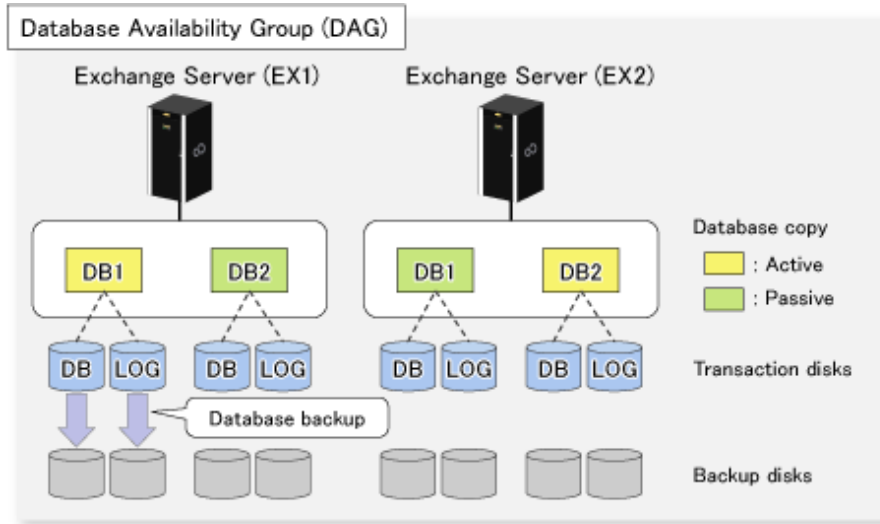 Database Availability Group (DAG)
Exchange Server (EX1)
Exchange Server (EX2)
DB1
DB2
DB1
DB2
Database copy
: Active
: Passive
DB
LOG
DB
LOG
DB
LOG
DB
LOG
Transaction disks
Database backup
Backup disks